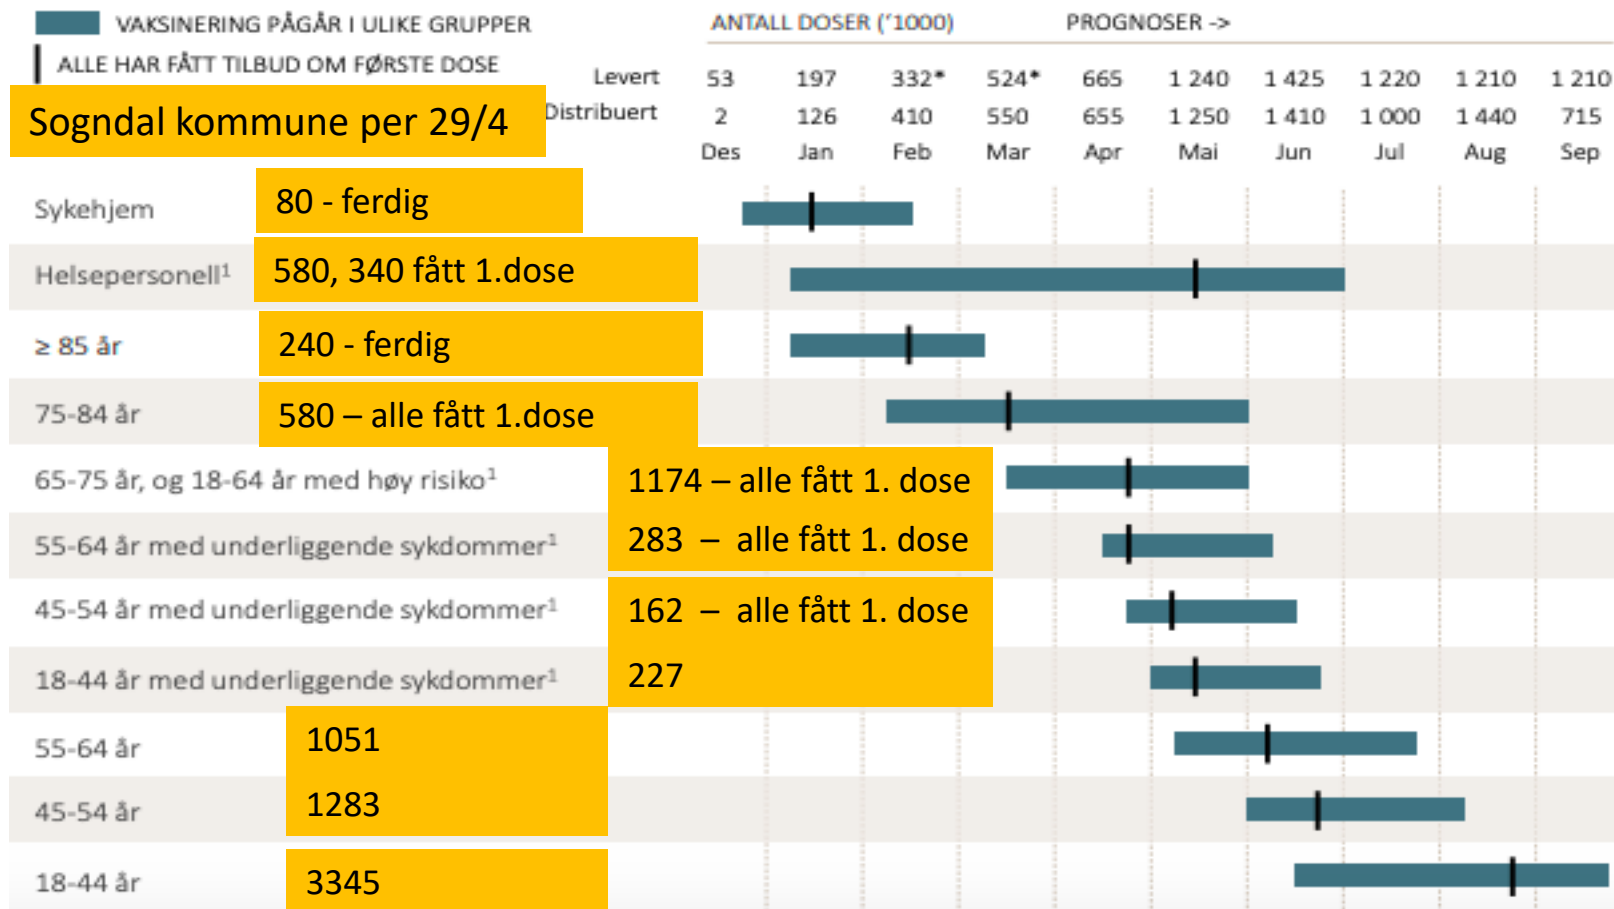 VAKSINERING PÅGÅR I ULIKE GRUPPER
ALLE HAR FÅTT TILBUD OM FØRSTE DOSE
Sogndal kommune per 29/4
ANTALL DOSER ('1000) PROGNOSER ->
Levert 53 197 332* 524* 665 1 240 1 425 1 220 1 210 1 210
Distribuert 2 126 410 550 655 1 250 1 410 1 000 1 440 715
Des Jan Feb Mar Apr Mai Jun Jul Aug Sep
Sykehjem 80 - ferdig
Helsepersonell¹ 580, 340 fått 1.dose
≥ 85 år 240 - ferdig
75-84 år 580 – alle fått 1.dose
65-75 år, og 18-64 år med høy risiko¹ 1174 – alle fått 1. dose
55-64 år med underliggende sykdommer¹ 283 – alle fått 1. dose
45-54 år med underliggende sykdommer¹ 162 – alle fått 1. dose
18-44 år med underliggende sykdommer¹ 227
55-64 år 1051
45-54 år 1283
18-44 år 3345